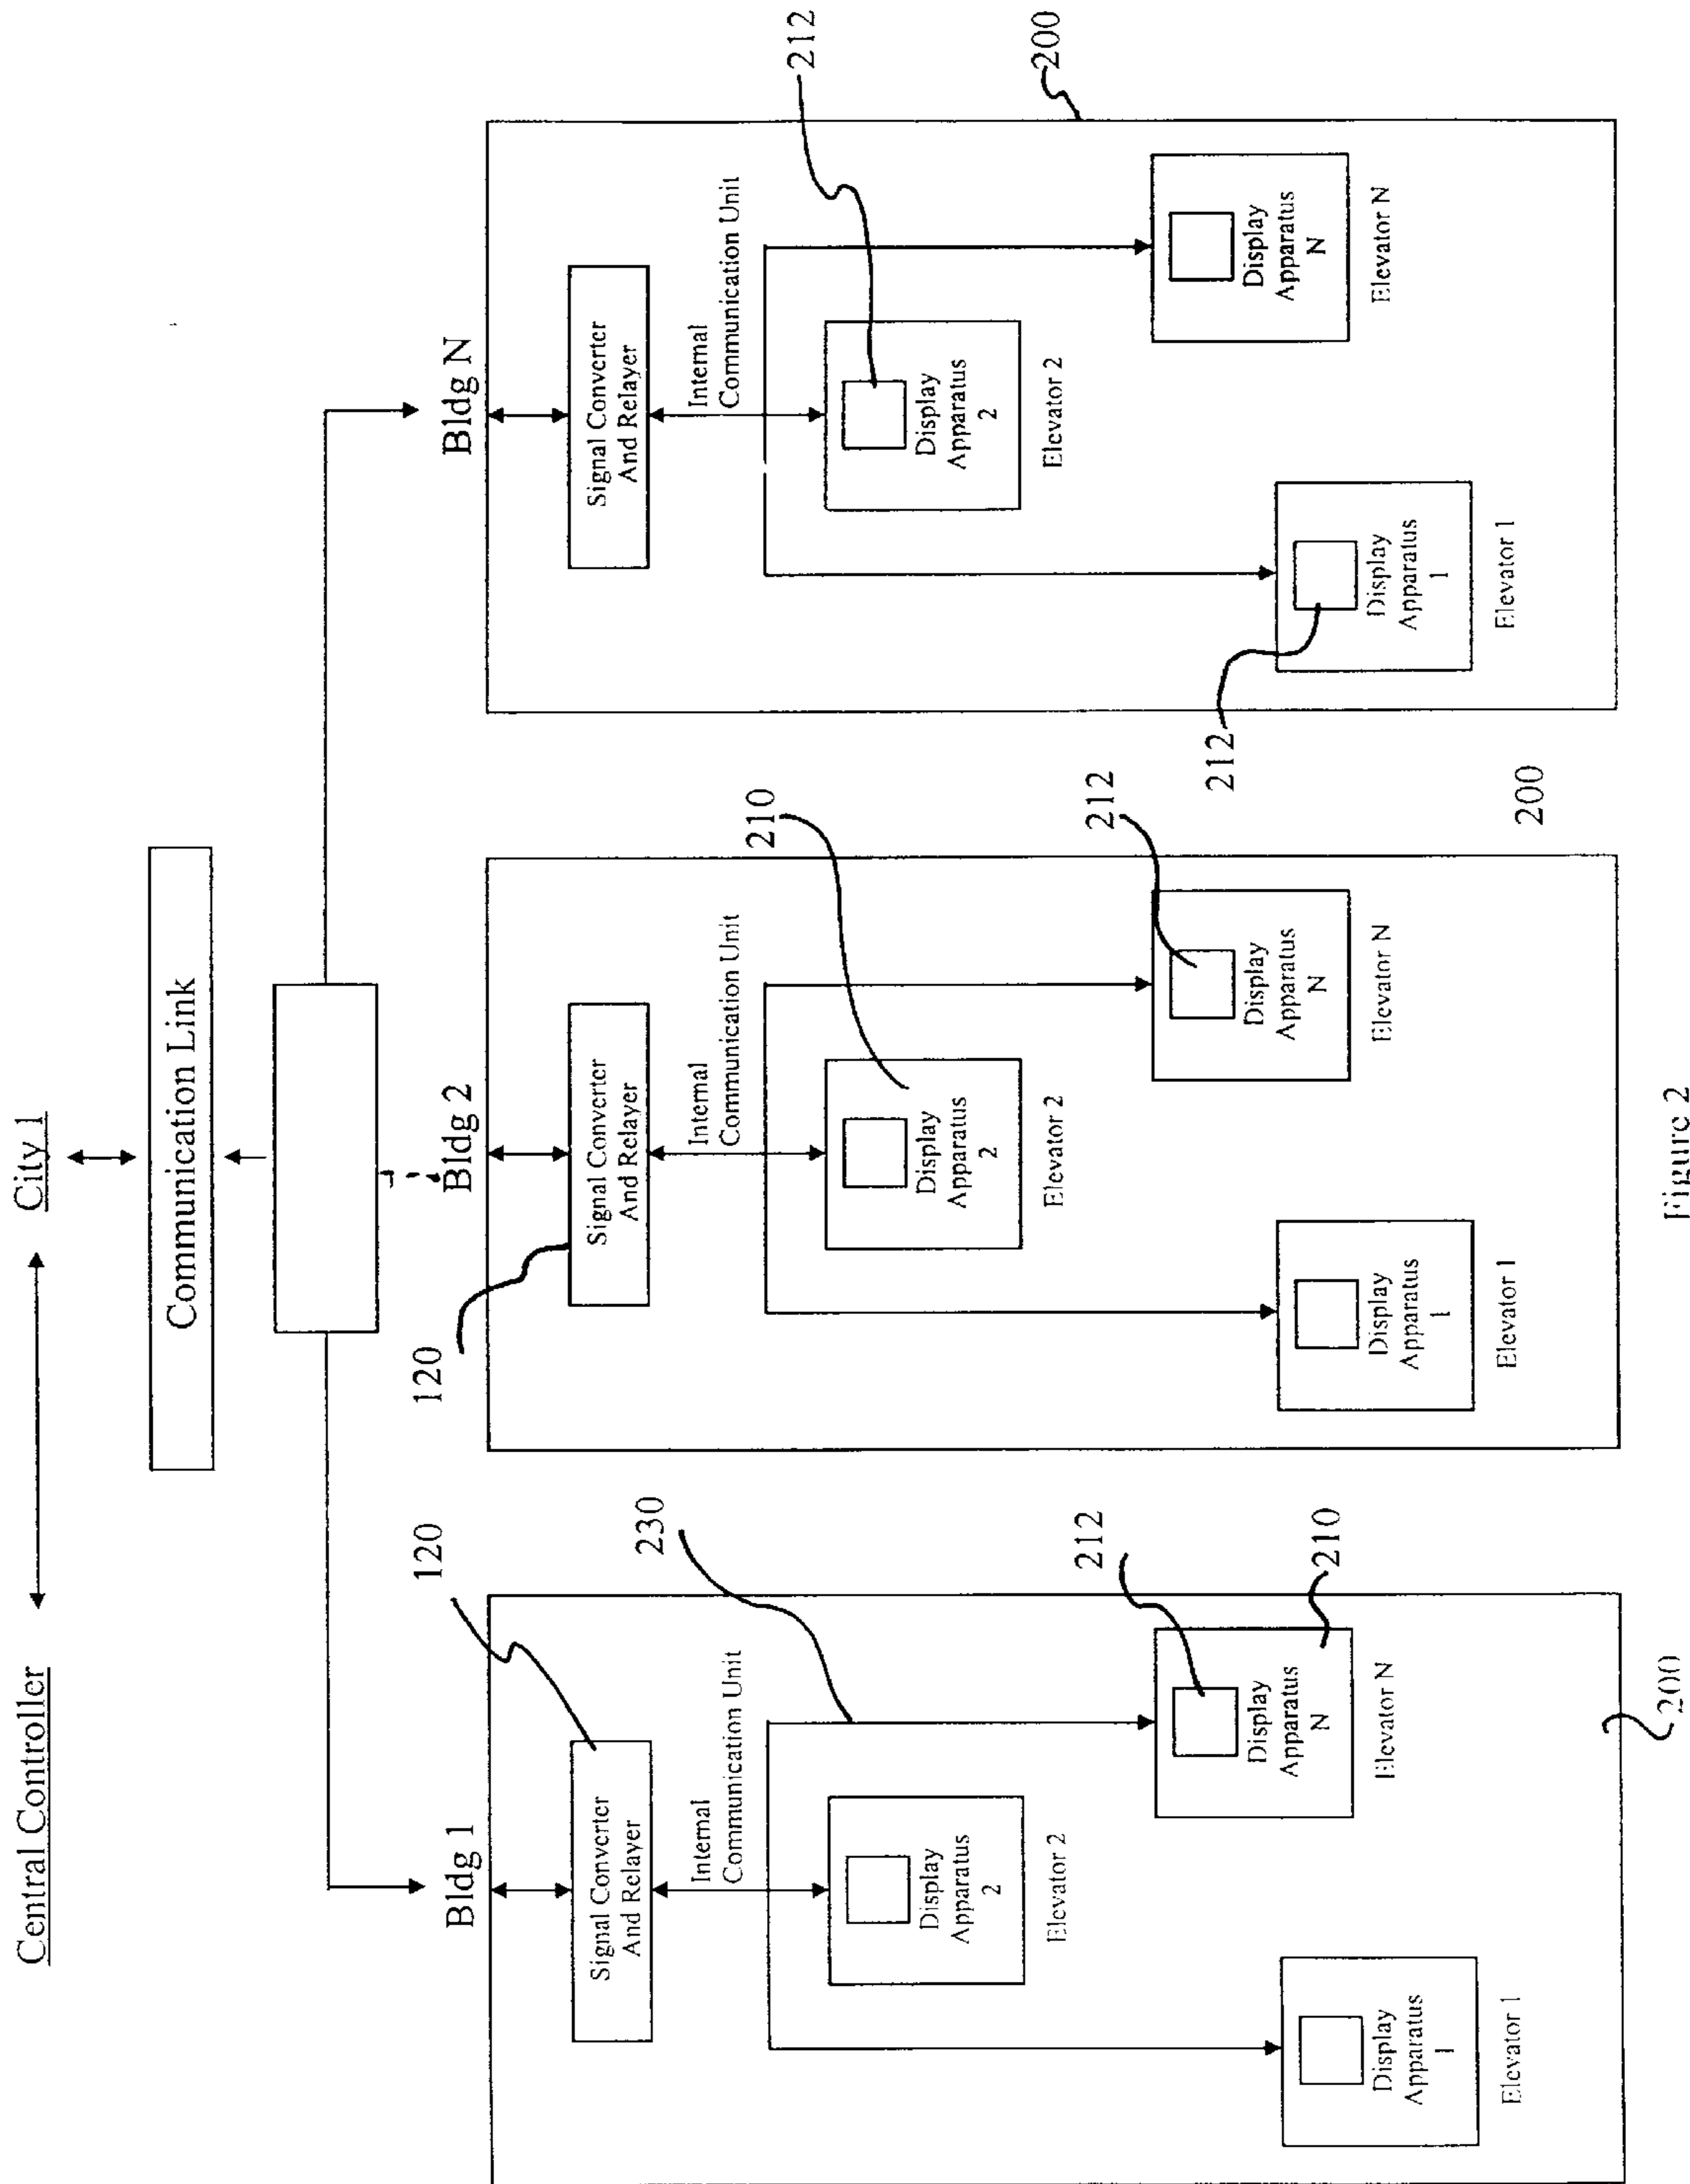 Central Controller
City 1
Communication Link
Bldg 1
120
Signal Converter
And Relayer
Internal
Communication Unit
230
Display
Apparatus
2
Elevator 2
212
Display
Apparatus
N
210
Elevator N
Display
Apparatus
1
Elevator 1
200
Bldg 2
120
Signal Converter
And Relayer
Internal
Communication Unit
210
Display
Apparatus
2
Elevator 2
212
Display
Apparatus
N
Elevator N
Display
Apparatus
1
Elevator 1
200
Bldg N
Signal Converter
And Relayer
Internal
Communication Unit
212
Display
Apparatus
2
Elevator 2
Display
Apparatus
N
Elevator N
212
Display
Apparatus
1
Elevator 1
200
Figure 2